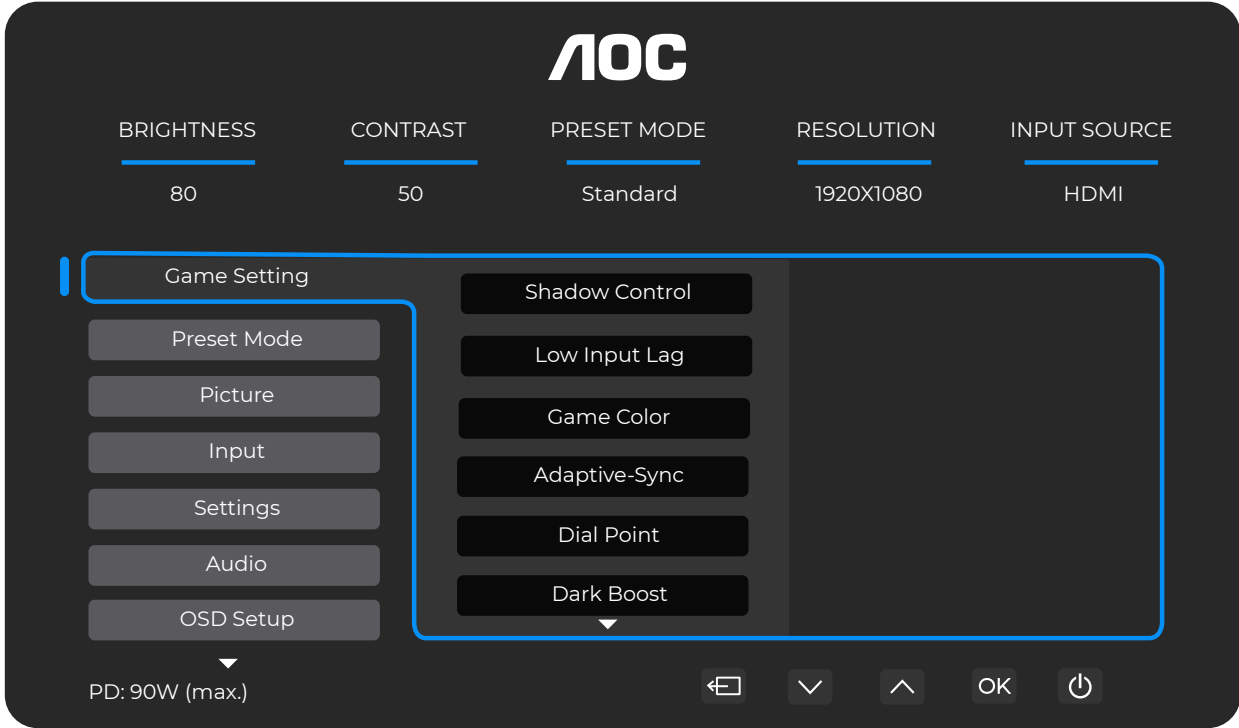 AOC
BRIGHTNESS CONTRAST PRESET MODE RESOLUTION INPUT SOURCE
80 50 Standard 1920X1080 HDMI
Game Setting
Preset Mode
Picture
Input
Settings
Audio
OSD Setup
Shadow Control
Low Input Lag
Game Color
Adaptive-Sync
Dial Point
Dark Boost
PD: 90W (max.)
OK